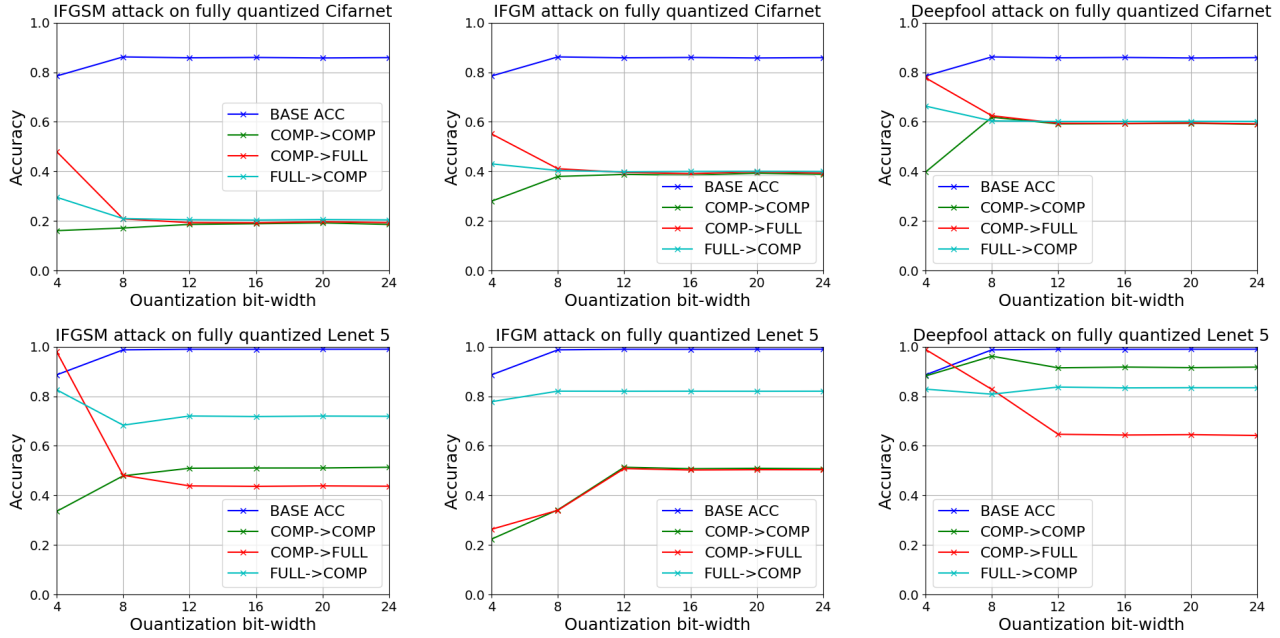 IFGSM attack on fully quantized Cifarnet
1.0
0.8
0.6
0.4
0.2
0.0
Accuracy
BASE ACC
COMP->COMP
COMP->FULL
FULL->COMP
4 8 12 16 20 24
Quantization bit-width
IFGM attack on fully quantized Cifarnet
1.0
0.8
0.6
0.4
0.2
0.0
Accuracy
BASE ACC
COMP->COMP
COMP->FULL
FULL->COMP
4 8 12 16 20 24
Quantization bit-width
Deepfool attack on fully quantized Cifarnet
1.0
0.8
0.6
0.4
0.2
0.0
Accuracy
BASE ACC
COMP->COMP
COMP->FULL
FULL->COMP
4 8 12 16 20 24
Quantization bit-width
IFGSM attack on fully quantized Lenet 5
1.0
0.8
0.6
0.4
0.2
0.0
Accuracy
BASE ACC
COMP->COMP
COMP->FULL
FULL->COMP
4 8 12 16 20 24
Quantization bit-width
IFGM attack on fully quantized Lenet 5
1.0
0.8
0.6
0.4
0.2
0.0
Accuracy
BASE ACC
COMP->COMP
COMP->FULL
FULL->COMP
4 8 12 16 20 24
Quantization bit-width
Deepfool attack on fully quantized Lenet 5
1.0
0.8
0.6
0.4
0.2
0.0
Accuracy
BASE ACC
COMP->COMP
COMP->FULL
FULL->COMP
4 8 12 16 20 24
Quantization bit-width